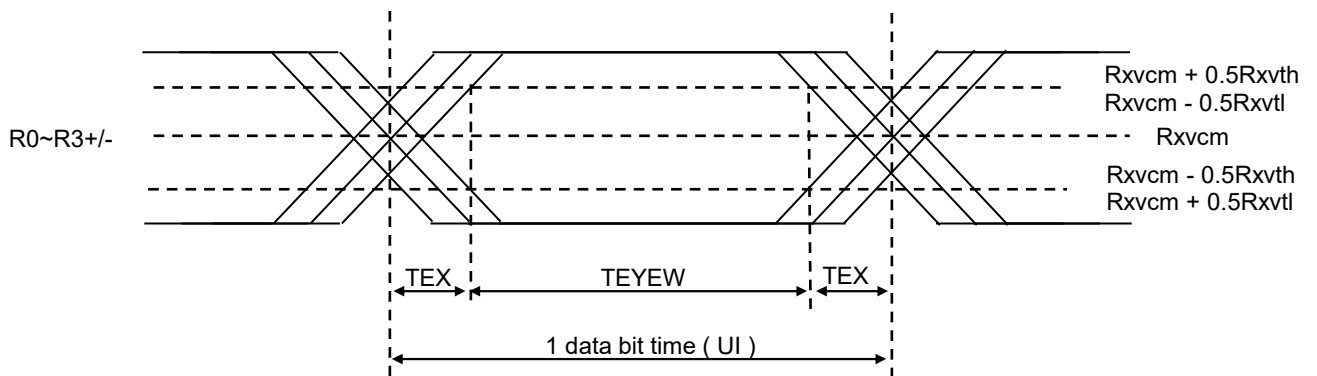 Rxvcm + 0.5Rxvth
Rxvcm - 0.5Rxvtl
R0~R3+/-
Rxvcm
Rxvcm - 0.5Rxvth
Rxvcm + 0.5Rxvtl
TEX
TEYEW
TEX
1 data bit time ( UI )